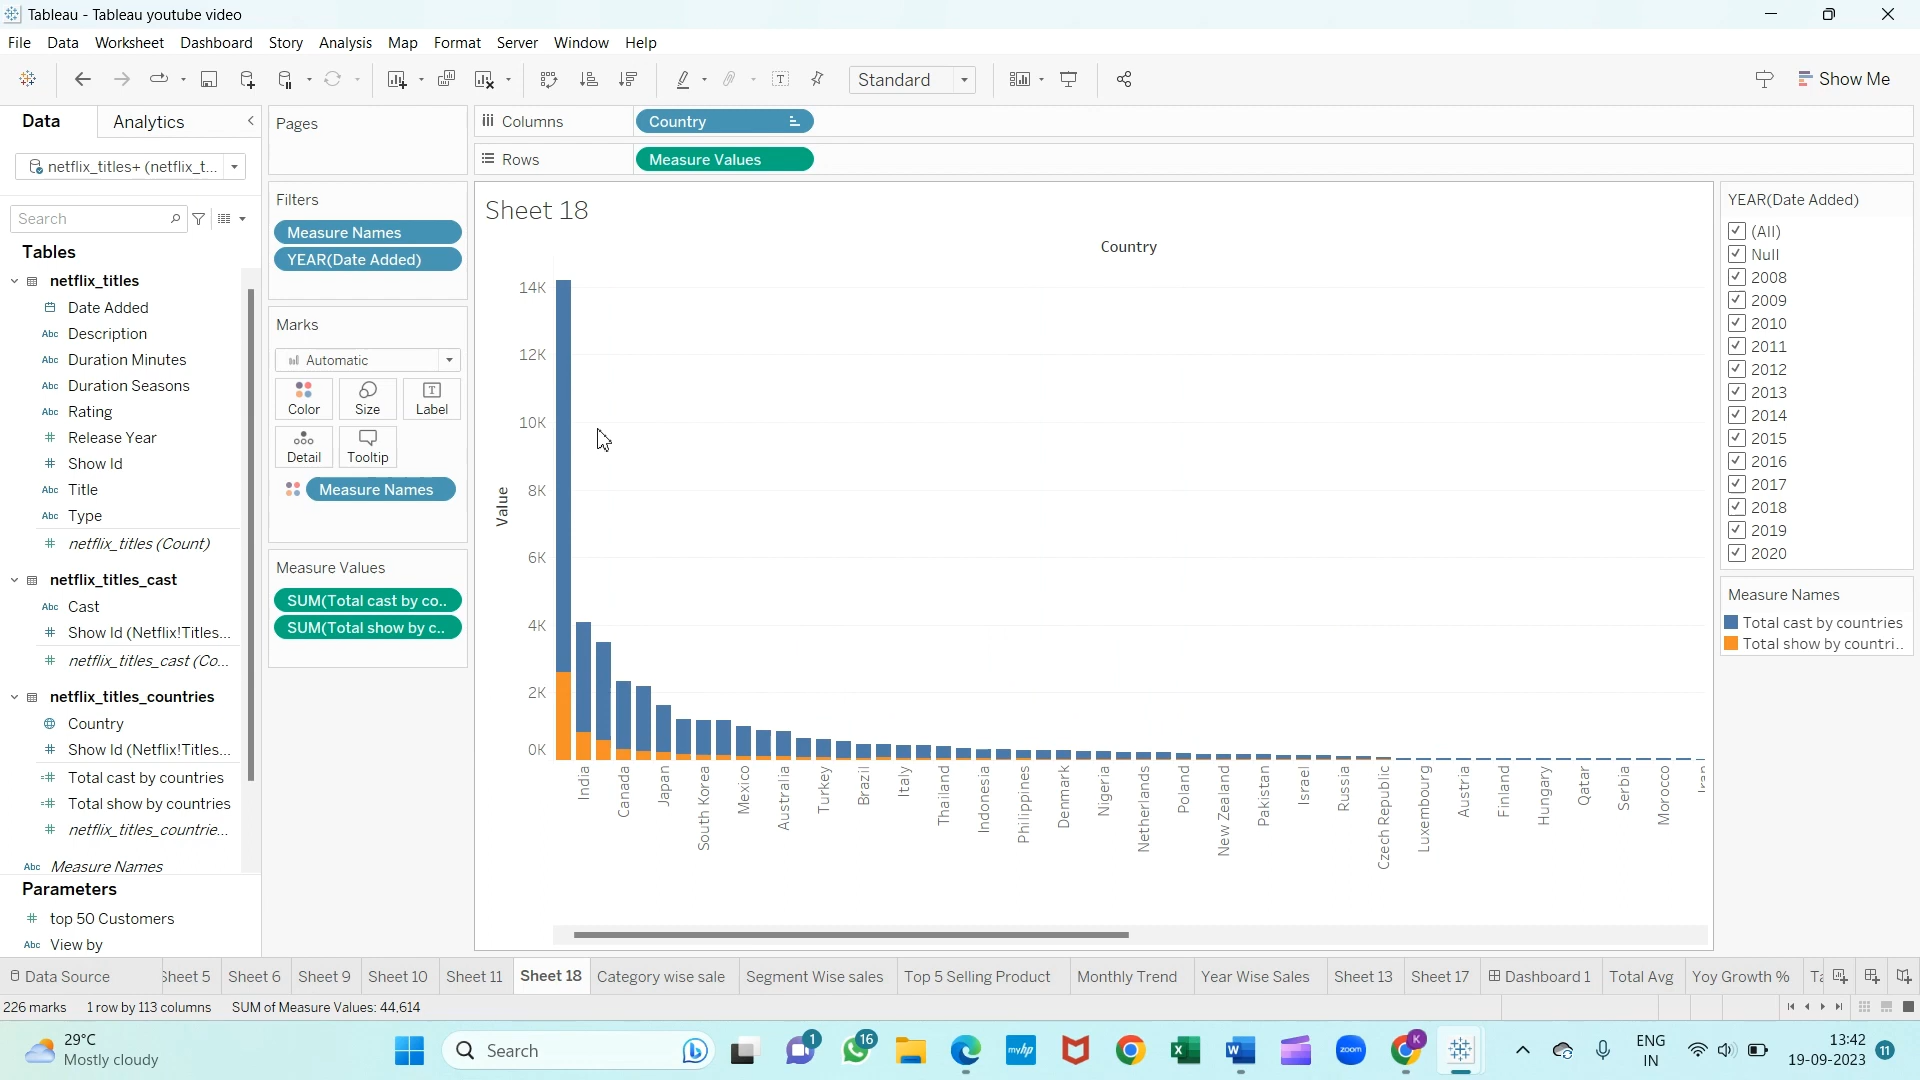 Tableau - Tableau youtube video
File Data Worksheet Dashboard Story Analysis Map Format Server Window Help
Standard
Show Me
Data
Analytics
netflix_titles+ (netflix_t...
Search
Tables
netflix_titles
Date Added
Description
Duration Minutes
Duration Seasons
Rating
Release Year
Show Id
Title
Type
netflix_titles (Count)
netflix_titles_cast
Cast
Show Id (Netflix!Titles...
netflix_titles_cast (Co...
netflix_titles_countries
Country
Show Id (Netflix!Titles...
Total cast by countries
Total show by countries
netflix_titles_countrie...
Measure Names
Parameters
top 50 Customers
View by
Pages
Filters
Measure Names
YEAR(Date Added)
Marks
Automatic
Color Size Label
Detail Tooltip
Measure Names
Measure Values
SUM(Total cast by co..
SUM(Total show by c..
Columns
Country
Rows
Measure Values
Sheet 18
Country
Value
14K
12K
10K
8K
6K
4K
2K
0K
India
Canada
Japan
South Korea
Mexico
Australia
Turkey
Brazil
Italy
Thailand
Indonesia
Philippines
Denmark
Nigeria
Netherlands
Poland
New Zealand
Pakistan
Israel
Russia
Czech Republic
Luxembourg
Austria
Finland
Hungary
Qatar
Serbia
Morocco
YEAR(Date Added)
(All)
Null
2008
2009
2010
2011
2012
2013
2014
2015
2016
2017
2018
2019
2020
Measure Names
Total cast by countries
Total show by countri..
Data Source Sheet 5 Sheet 6 Sheet 9 Sheet 10 Sheet 11 Sheet 18 Category wise sale Segment Wise sales Top 5 Selling Product Monthly Trend Year Wise Sales Sheet 13 Sheet 17 Dashboard 1 Total Avg Yoy Growth %
226 marks 1 row by 113 columns SUM of Measure Values: 44,614
29°C
Mostly cloudy
Search
1
16
myhp
zoom
K
ENG
IN
13:42
19-09-2023
11